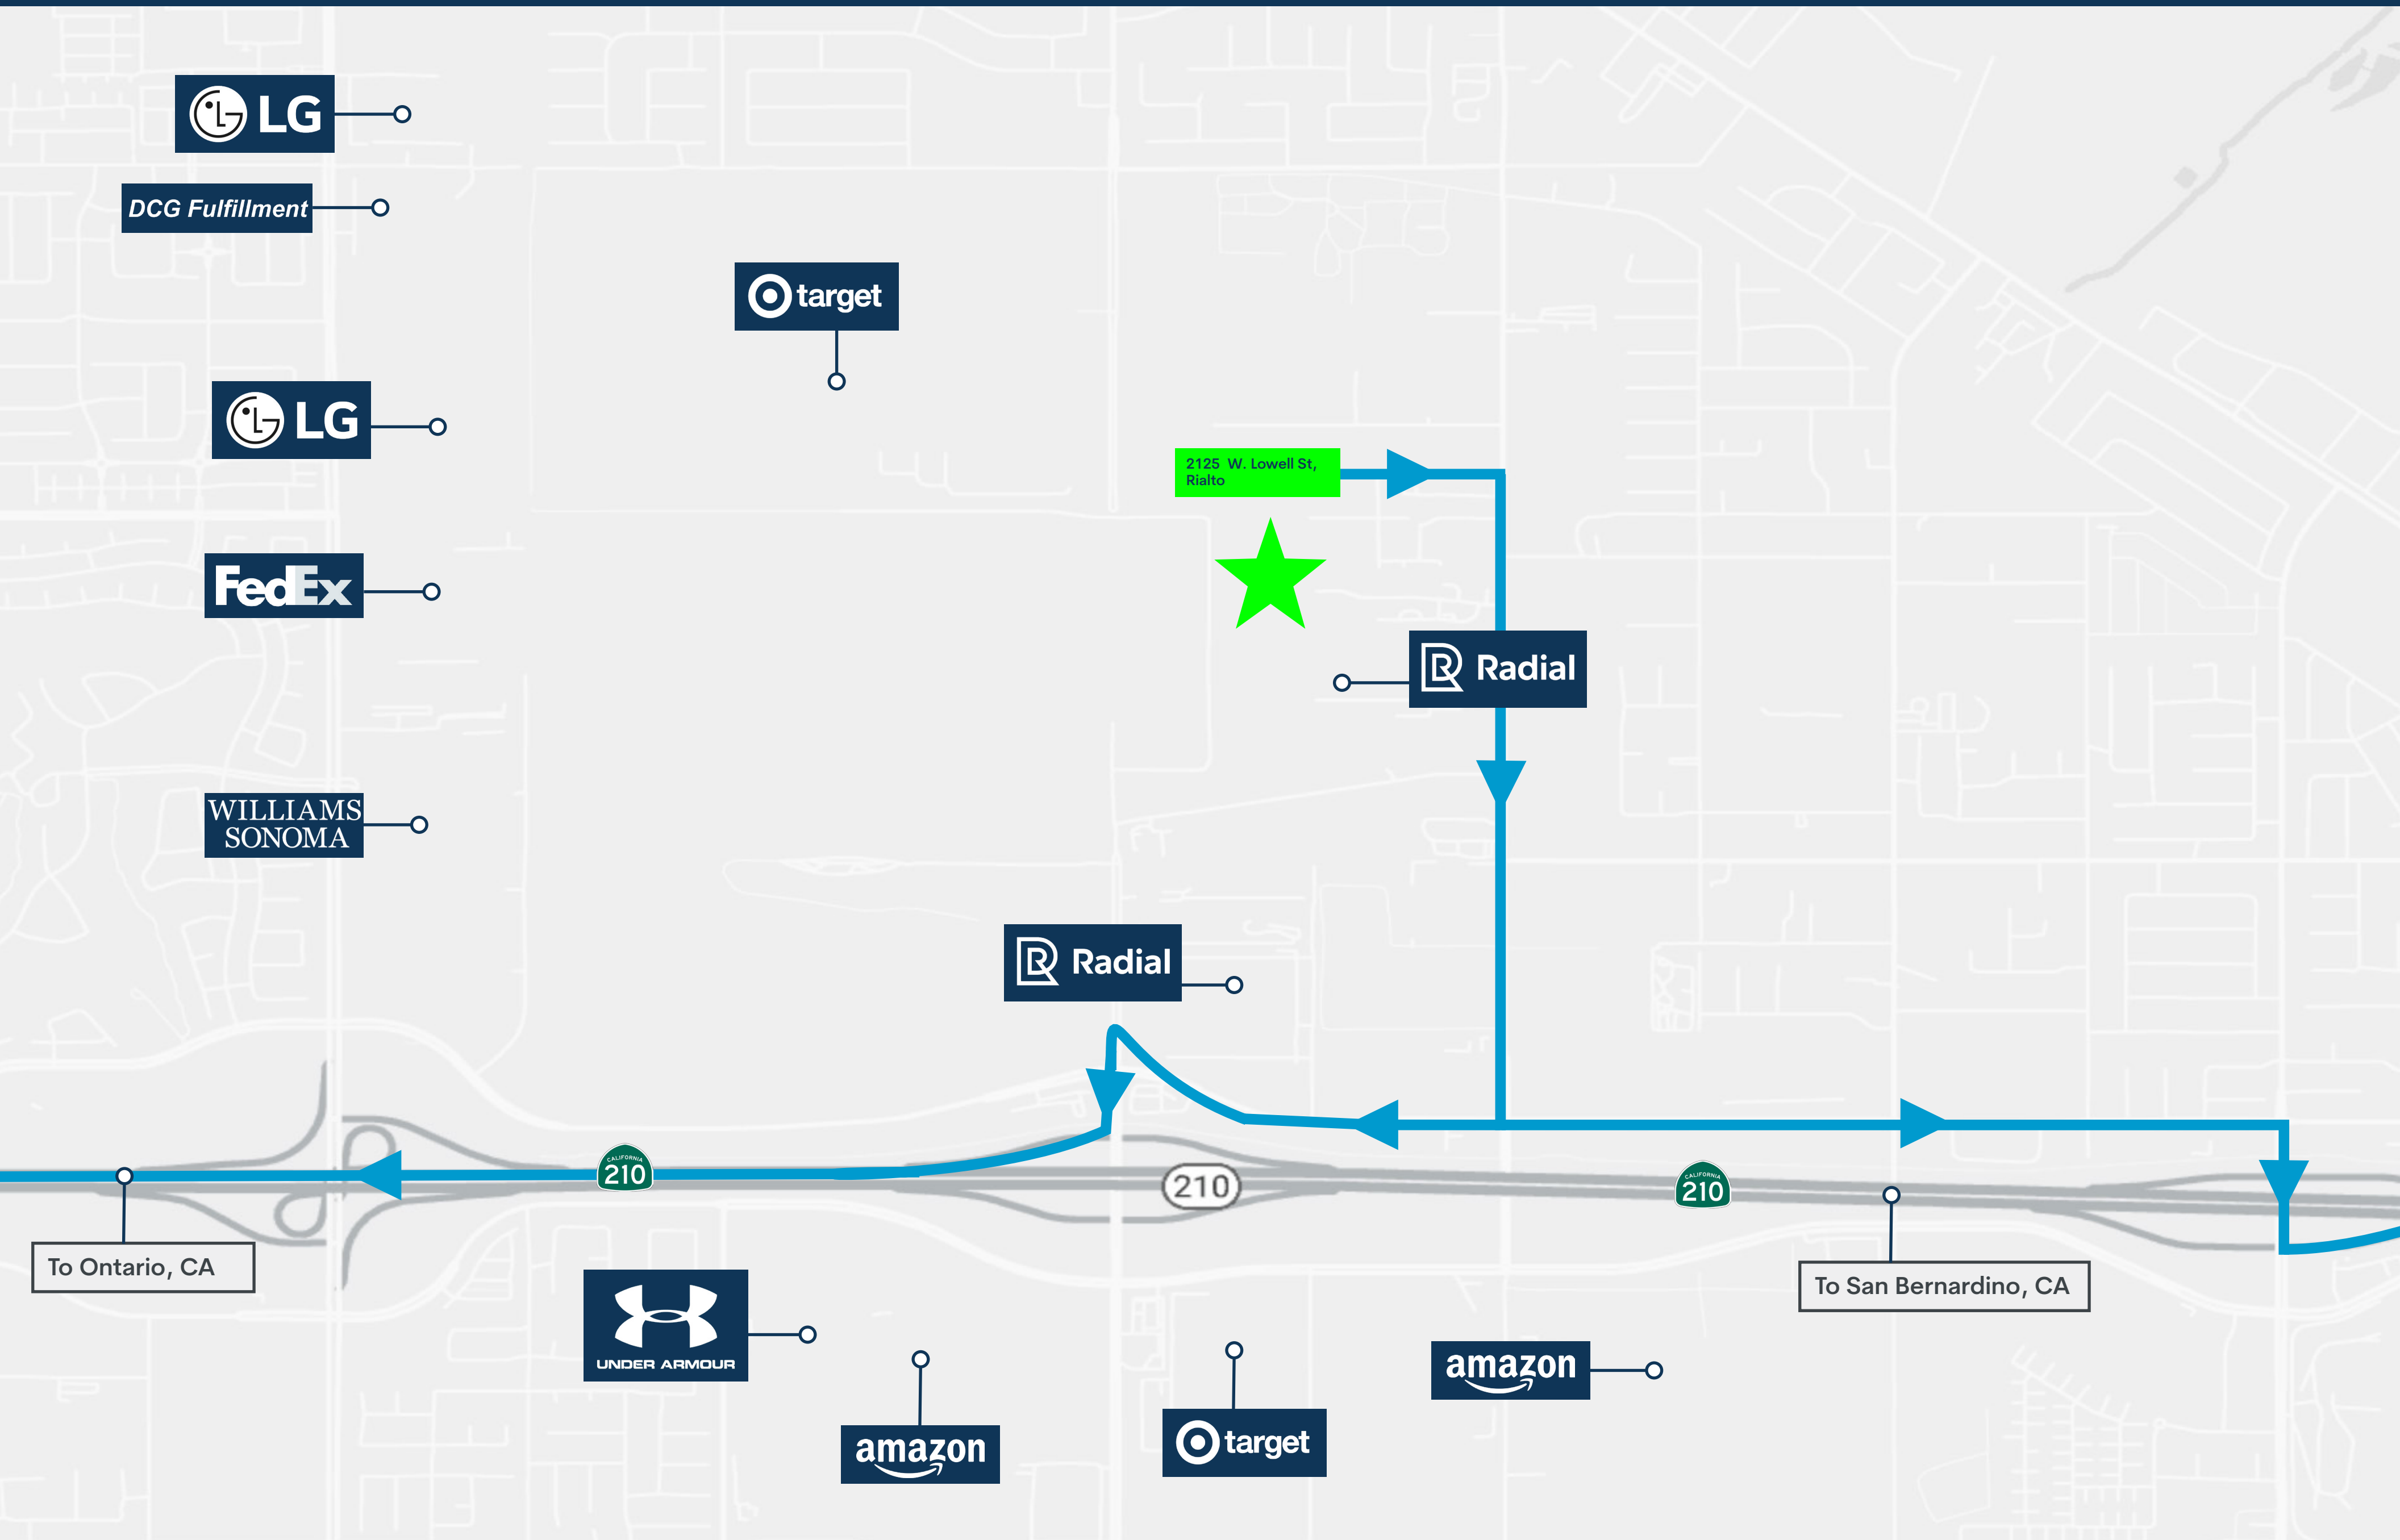 LG
DCG Fulfillment
target
LG
2125 W. Lowell St,
Rialto
FedEx
Radial
WILLIAMS
SONOMA
Radial
CALIFORNIA
210
210
CALIFORNIA
210
To Ontario, CA
To San Bernardino, CA
UNDER ARMOUR
amazon
amazon
target